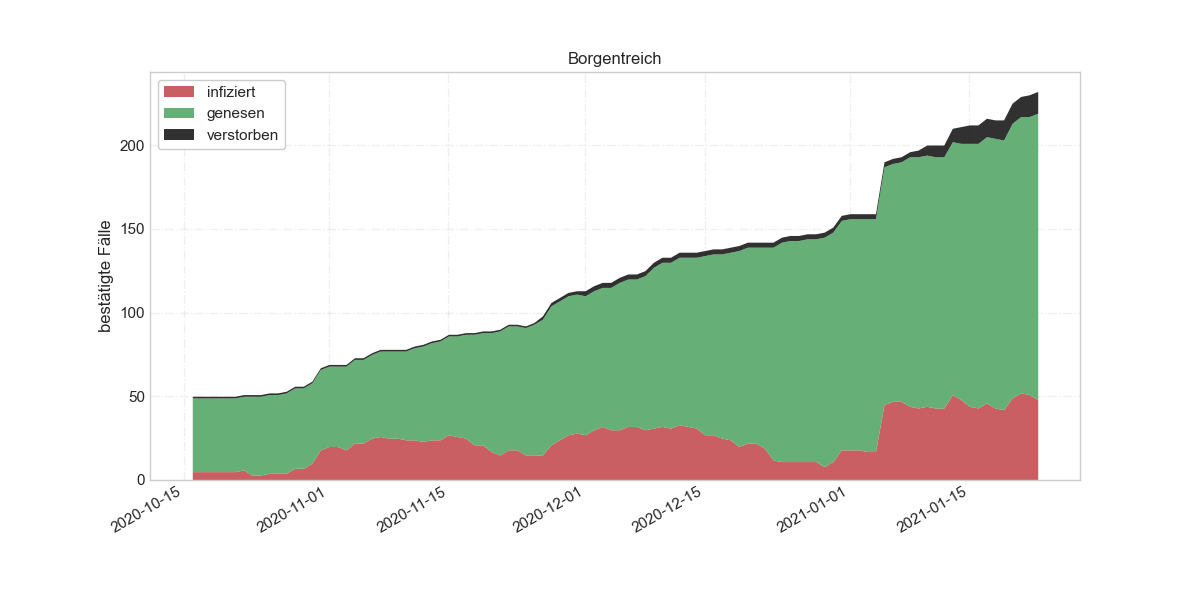 Borgentreich
infiziert
genesen
verstorben
bestätigte Fälle
200
150
100
50
0
2020-10-15
2020-11-01
2020-11-15
2020-12-01
2020-12-15
2021-01-01
2021-01-15